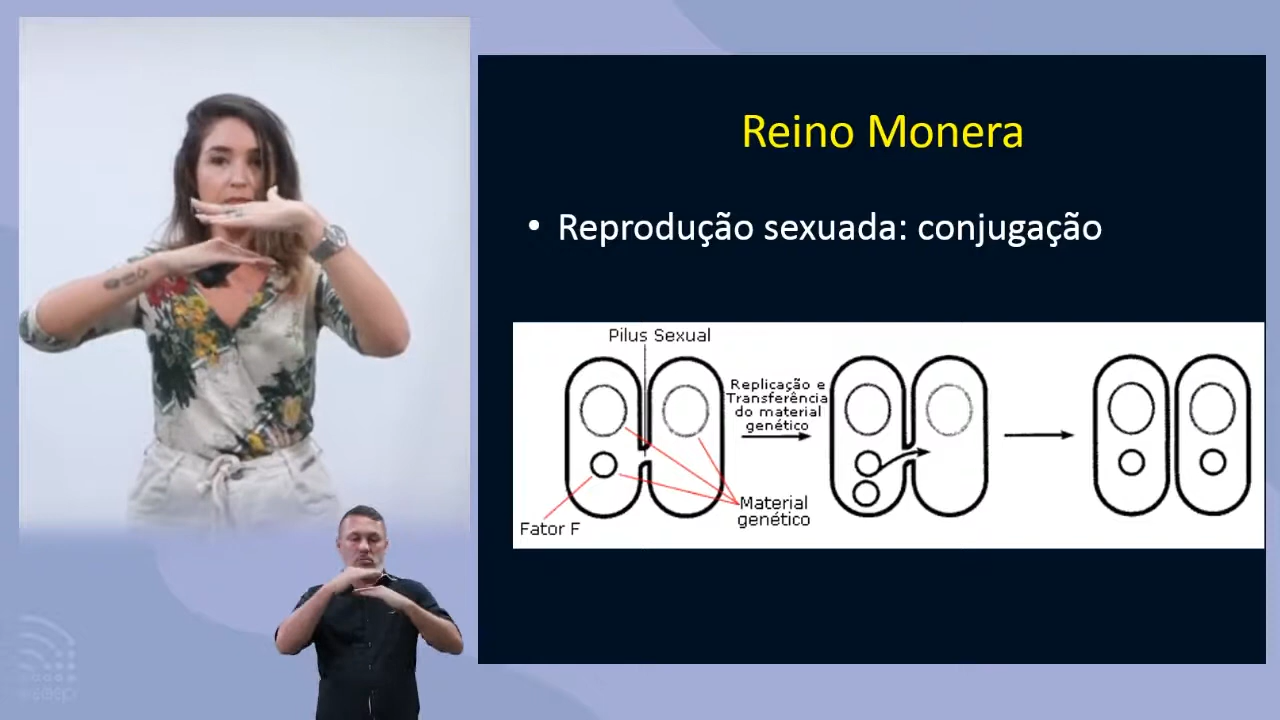 Reino Monera
• Reprodução sexuada: conjugação
Pilus Sexual
Replicação e
Transferência
do material
genético
Material
genético
Fator F